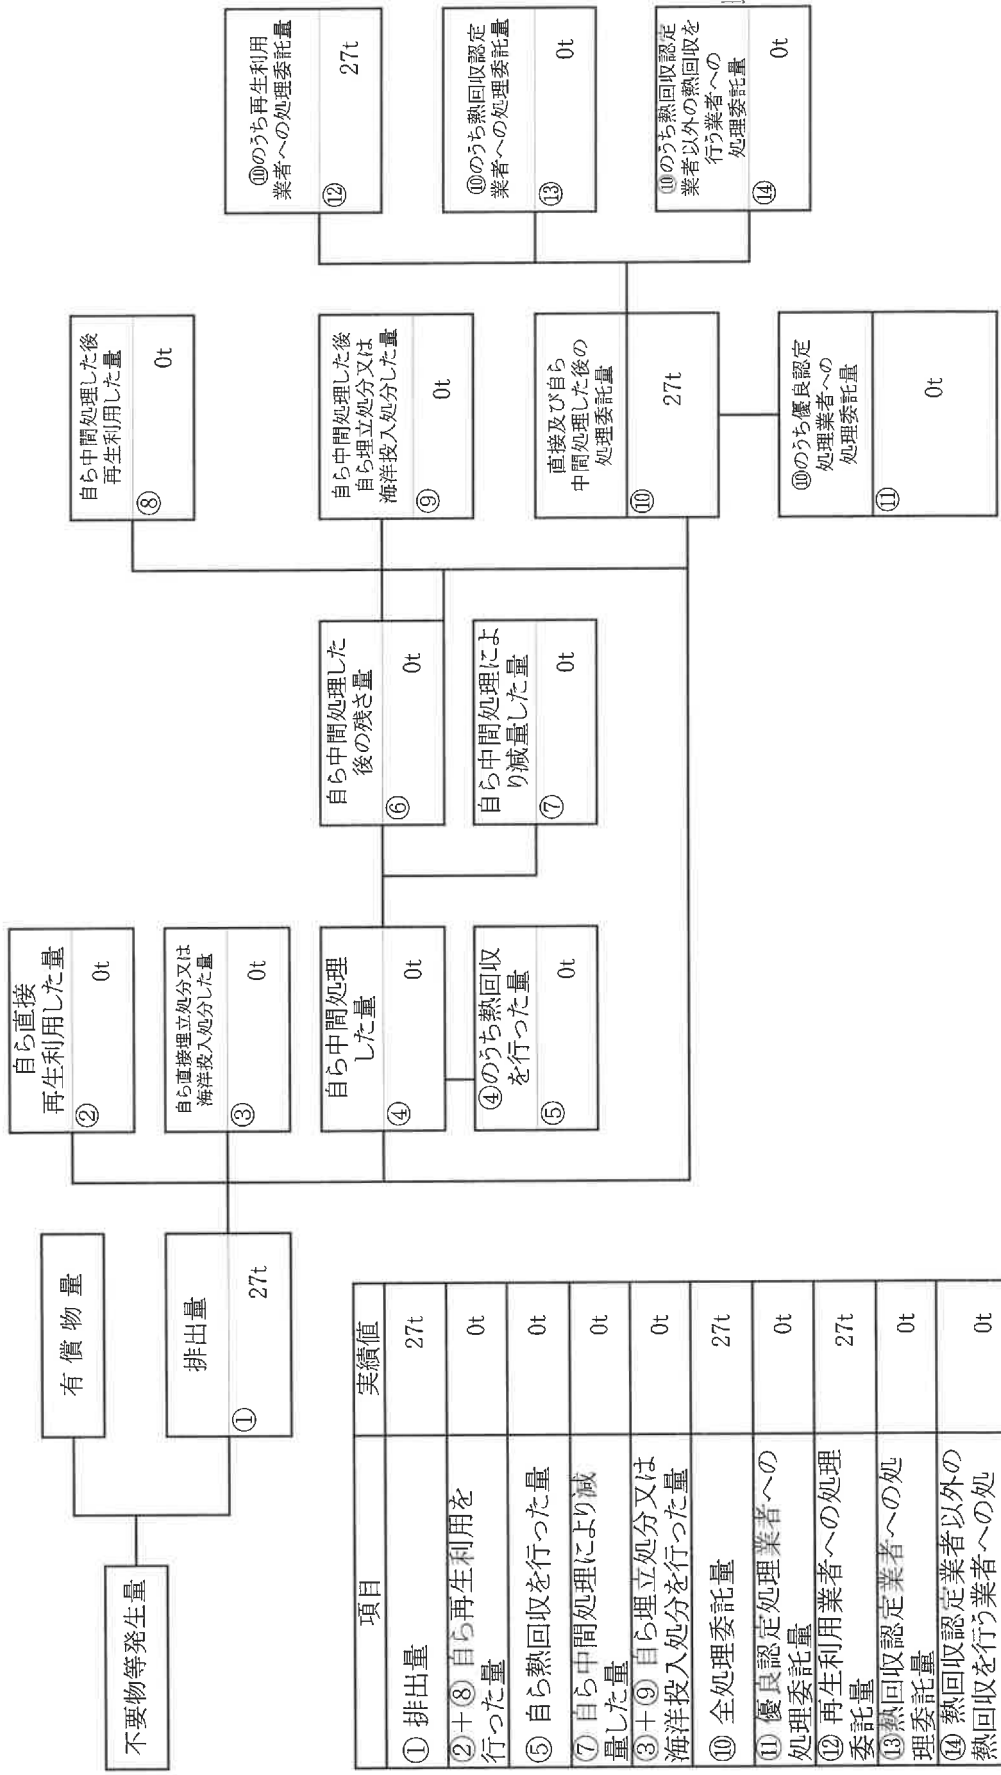 不要物等発生量
有償物量
排出量
①
27t
自ら直接
再生利用した量
②
0t
自ら直接埋立処分又は
海洋投入処分した量
③
0t
自ら中間処理
した量
④
0t
④のうち熱回収
を行った量
⑤
0t
自ら中間処理した
後の残さ量
⑥
0t
自ら中間処理によ
り減量した量
⑦
0t
自ら中間処理した後
再生利用した量
⑧
0t
自ら中間処理した後
自ら埋立処分又は
海洋投入処分した量
⑨
0t
直接及び自ら
中間処理した後の
処理委託量
⑩
27t
⑩のうち優良認定
処理業者への
処理委託量
⑪
0t
⑩のうち再生利用
業者への処理委託量
⑫
27t
⑩のうち熱回収認定
業者への処理委託量
⑬
0t
⑩のうち熱回収認定
業者以外の熱回収を
行う業者への
処理委託量
⑭
0t
項目 実績値
①排出量 27t
②+⑧自ら再生利用を
行った量 0t
⑤自ら熱回収を行った量 0t
⑦自ら中間処理により減
量した量 0t
③+⑨自ら埋立処分又は
海洋投入処分を行った量 0t
⑩全処理委託量 27t
⑪優良認定処理業者への
処理委託量 0t
⑫再生利用業者への処理
委託量 27t
⑬熱回収認定業者への処
理委託量 0t
⑭熱回収認定業者以外の
熱回収を行う業者への処 0t